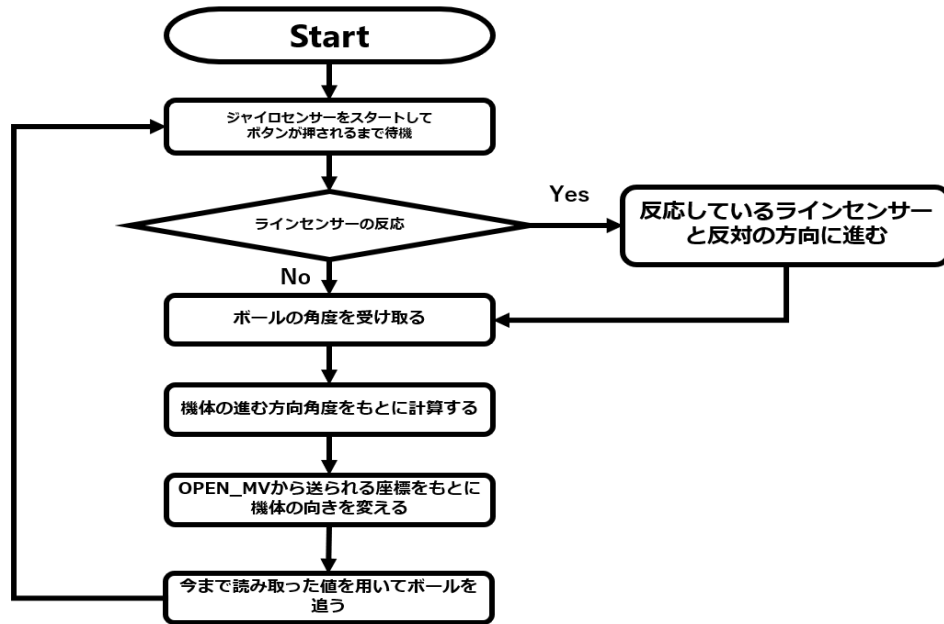 Start
ジャイロセンサーをスタートして
ボタンが押されるまで待機
ラインセンサーの反応
Yes
反応しているラインセンサー
と反対の方向に進む
No
ボールの角度を受け取る
機体の進む方向角度をもとに計算する
OPEN_MVから送られる座標をもとに
機体の向きを変える
今まで読み取った値を用いてボールを
追う